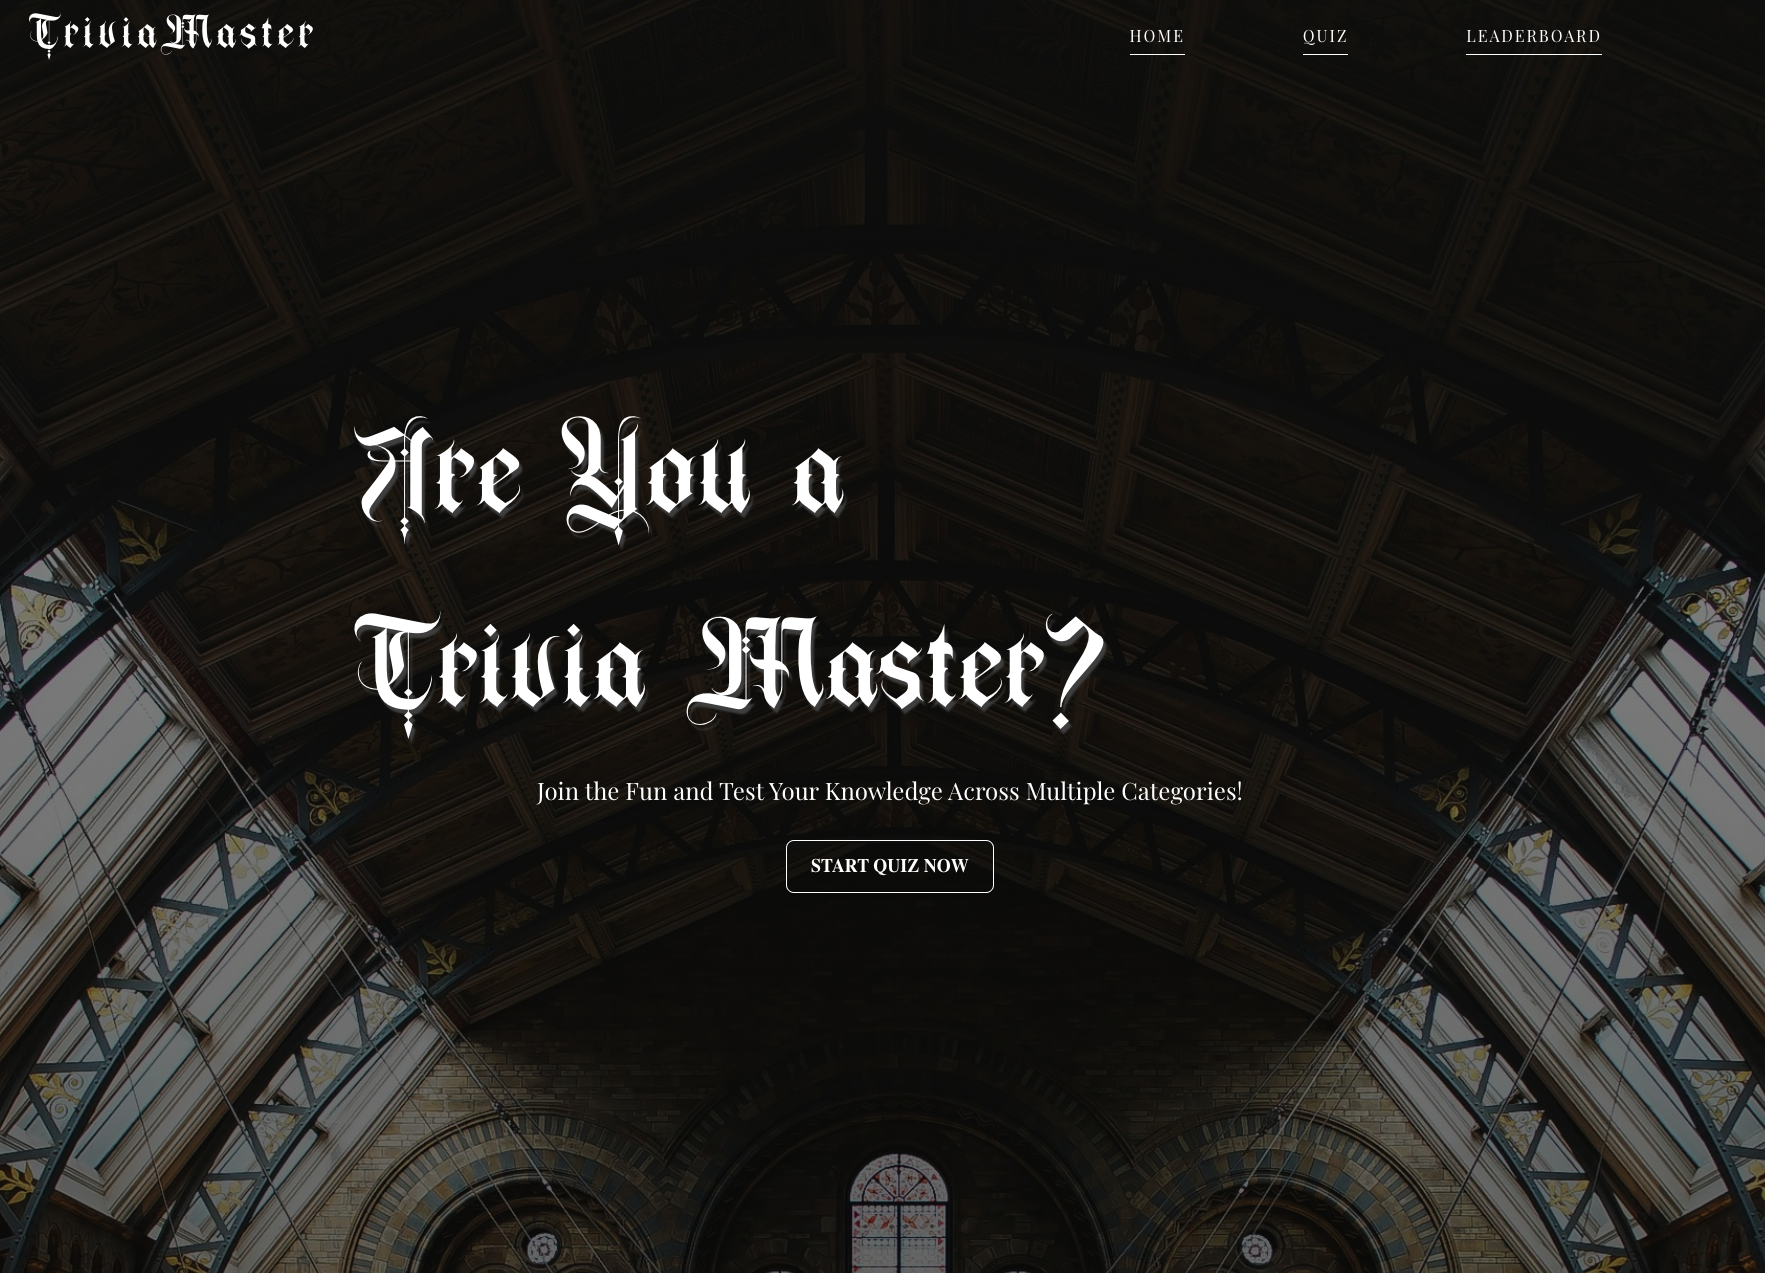 TriviaMaster
HOME QUIZ LEADERBOARD
Are You a
Trivia Master?
Join the Fun and Test Your Knowledge Across Multiple Categories!
START QUIZ NOW